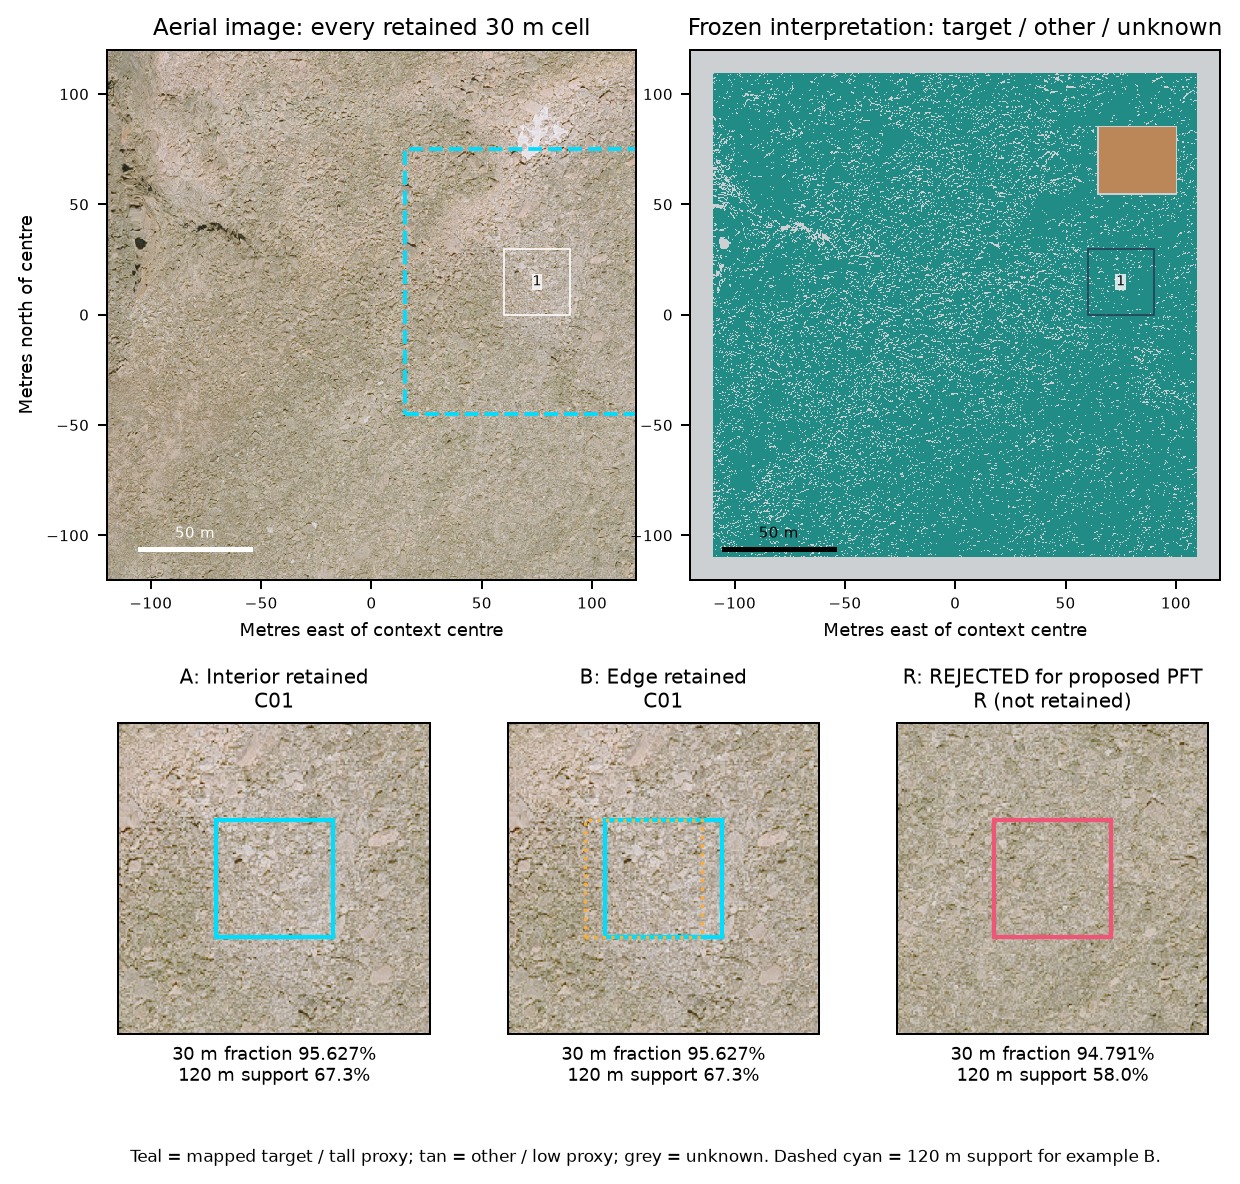 Aerial image: every retained 30 m cell
Frozen interpretation: target / other / unknown
Metres north of centre
100
50
0
−50
−100
1
50 m
−100
−50
0
50
100
Metres east of context centre
100
50
0
−50
−100
1
50 m
−100
−50
0
50
100
Metres east of context centre
A: Interior retained
C01
30 m fraction 95.627%
120 m support 67.3%
B: Edge retained
C01
30 m fraction 95.627%
120 m support 67.3%
R: REJECTED for proposed PFT
R (not retained)
30 m fraction 94.791%
120 m support 58.0%
Teal = mapped target / tall proxy; tan = other / low proxy; grey = unknown. Dashed cyan = 120 m support for example B.